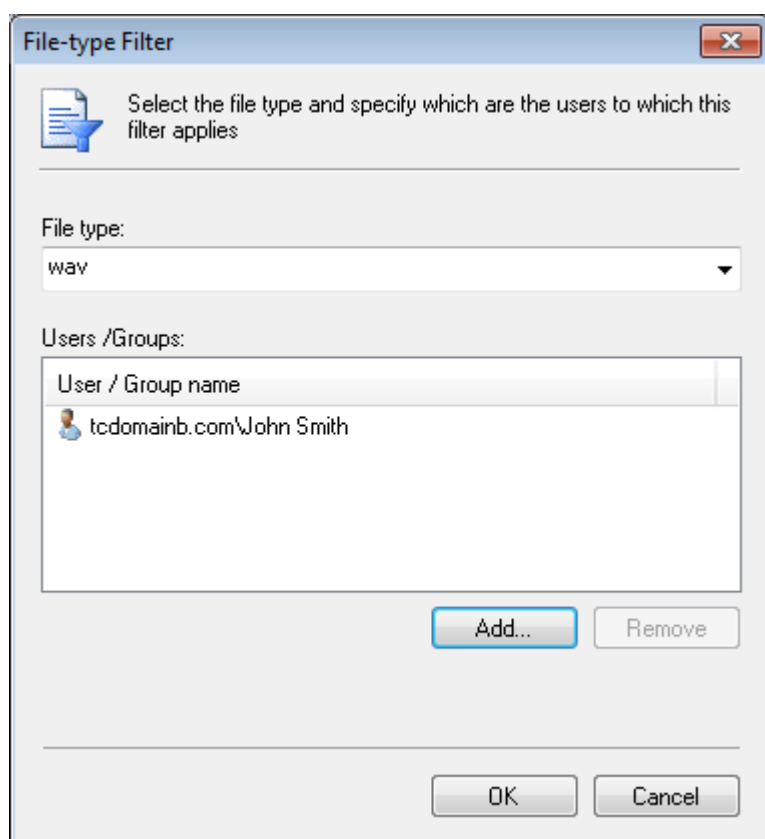 File-type Filter
Select the file type and specify which are the users to which this
filter applies
File type:
wav
Users /Groups:
User / Group name
tcdomainb.com\John Smith
Add...
Remove
OK
Cancel